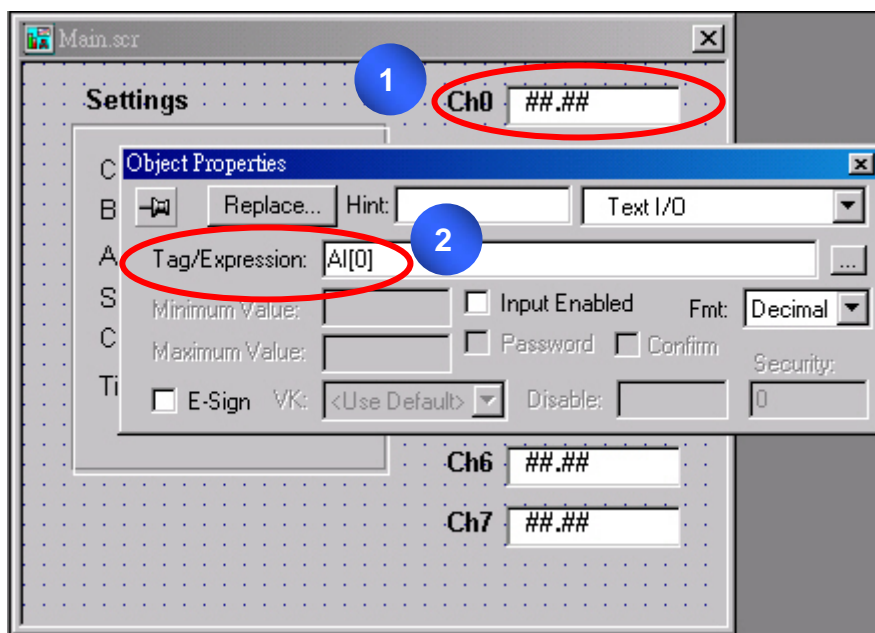 Main.scr
1
Settings
Ch0 ##.##
Object Properties
C
B
Replace... Hint: Text I/O
2
A
Tag/Expression: AI[0] ...
S
Minimum Value: Input Enabled Fmt: Decimal
C
Maximum Value: Password Confirm
Security:
Ti
E-Sign VK: <Use Default> Disable: 0
Ch6 ##.##
Ch7 ##.##